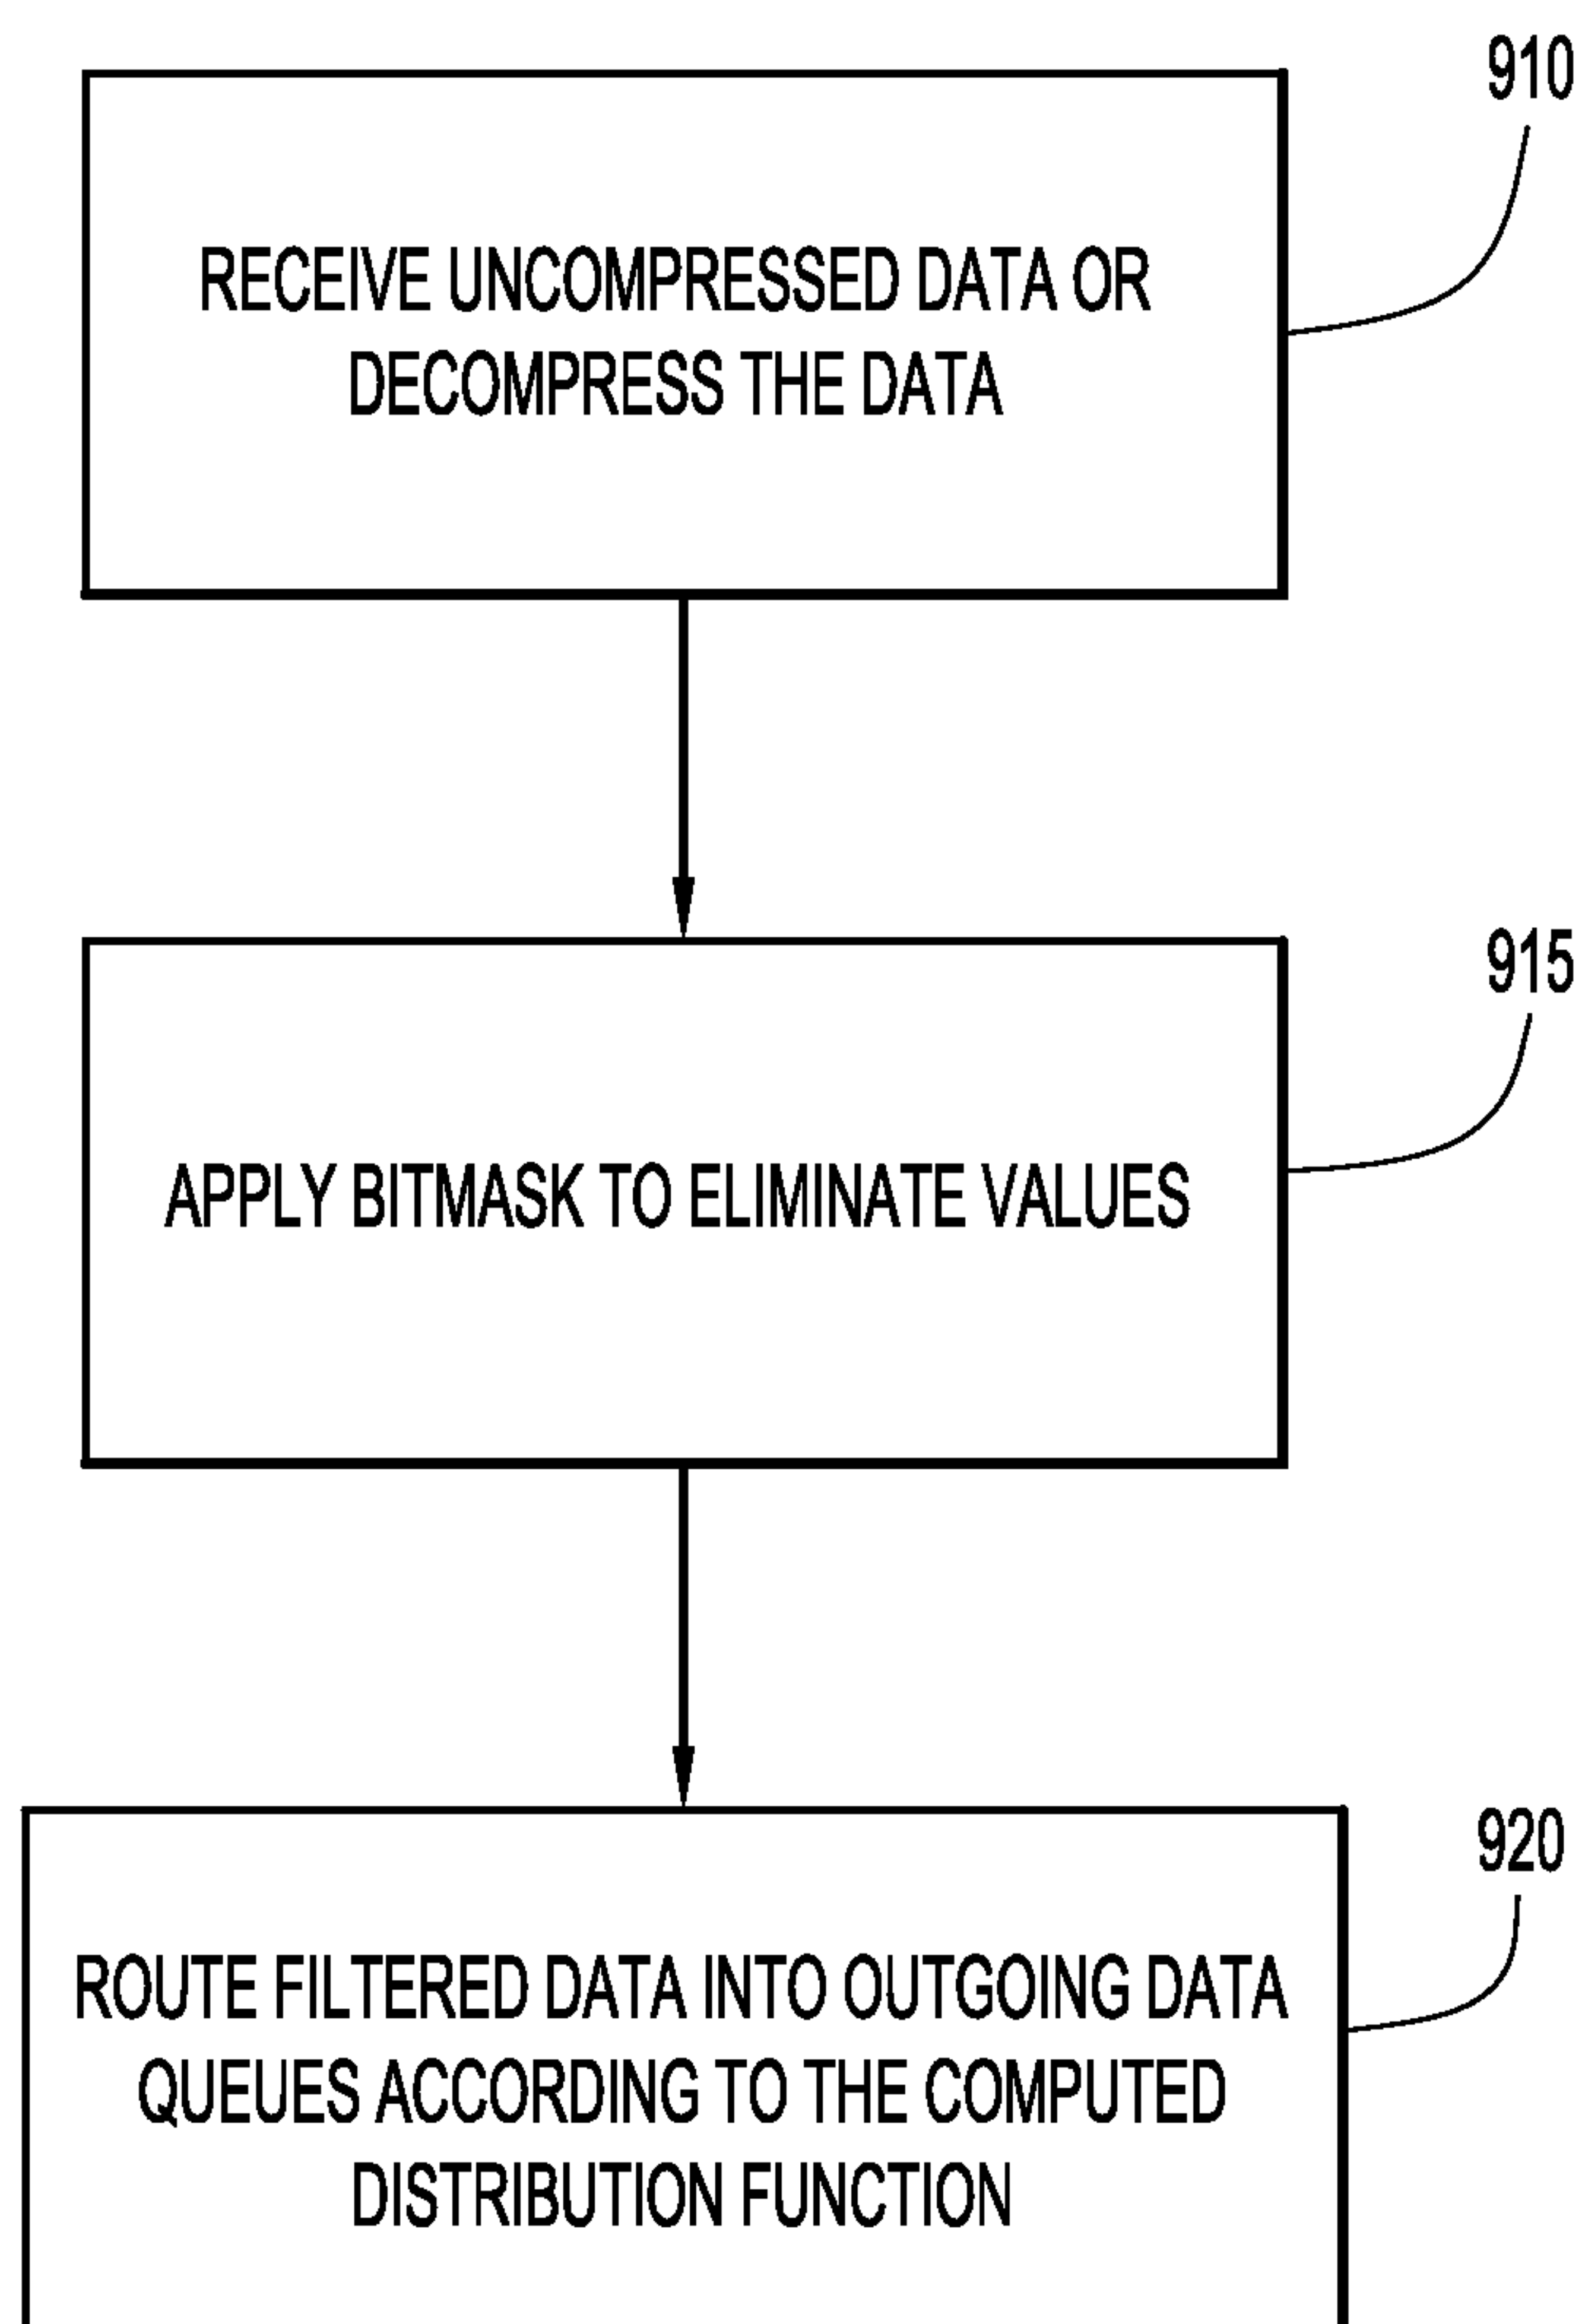 910
RECEIVE UNCOMPRESSED DATA OR
DECOMPRESS THE DATA
915
APPLY BITMASK TO ELIMINATE VALUES
920
ROUTE FILTERED DATA INTO OUTGOING DATA
QUEUES ACCORDING TO THE COMPUTED
DISTRIBUTION FUNCTION